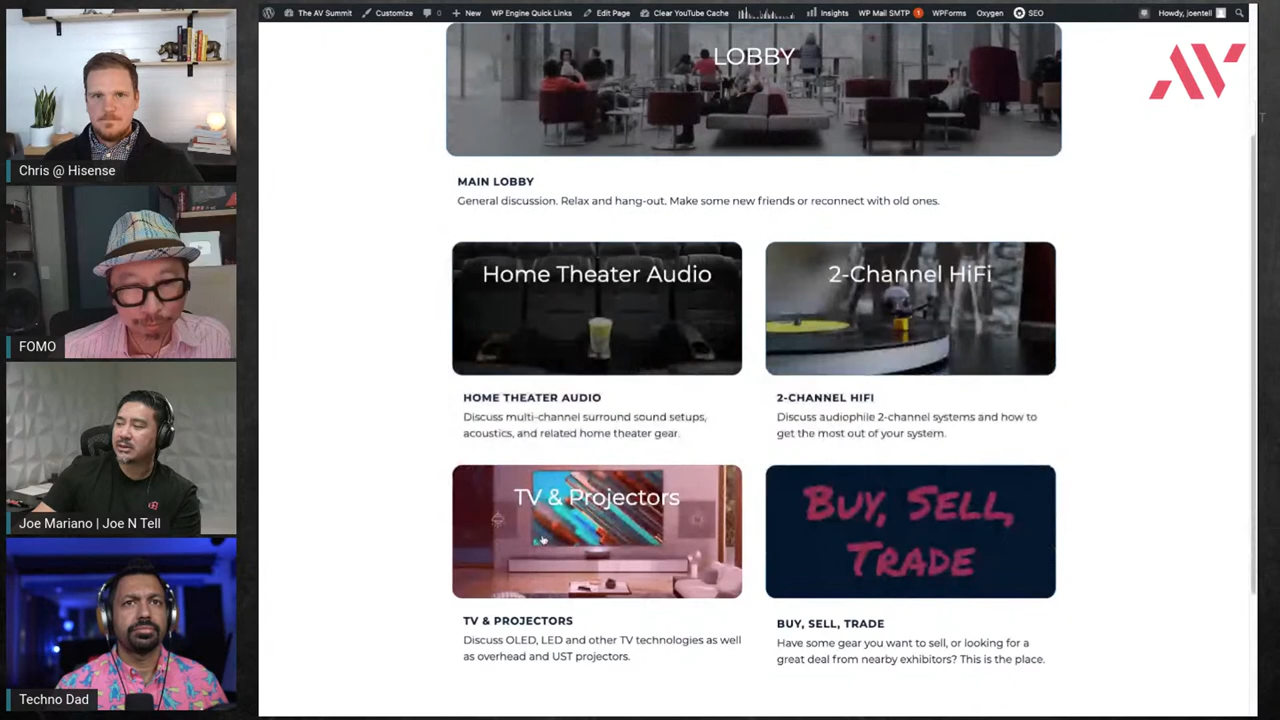 The AV Summit
Customize
0
New
WP Engine Quick Links
Edit Page
Clear YouTube Cache
Insights
WP Mail SMTP 1
WPForms
Oxygen
SEO
Howdy, joentell
Chris @ Hisense
FOMO
Joe Mariano | Joe N Tell
Techno Dad
AV
LOBBY
MAIN LOBBY
General discussion. Relax and hang-out. Make some new friends or reconnect with old ones.
Home Theater Audio
HOME THEATER AUDIO
Discuss multi-channel surround sound setups,
acoustics, and related home theater gear.
2-Channel HiFi
2-CHANNEL HIFI
Discuss audiophile 2-channel systems and how to
get the most out of your system.
TV & Projectors
TV & PROJECTORS
Discuss OLED, LED and other TV technologies as well
as overhead and UST projectors.
BUY, SELL,
TRADE
BUY, SELL, TRADE
Have some gear you want to sell, or looking for a
great deal from nearby exhibitors? This is the place.